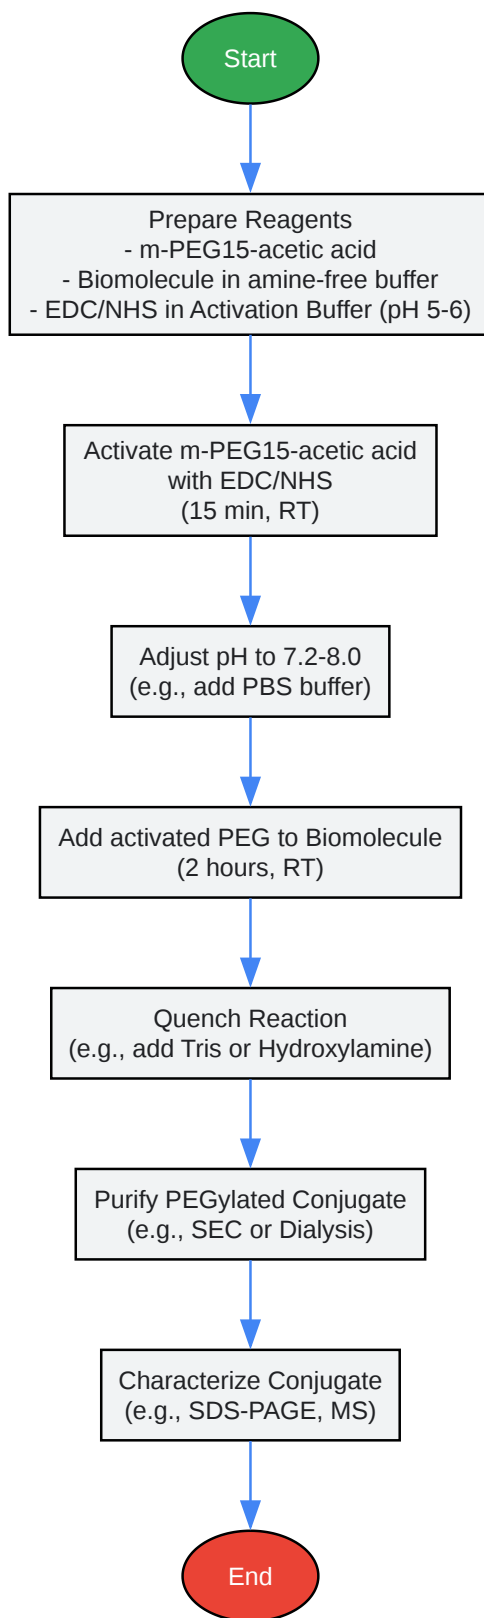 Start
Prepare Reagents
- m-PEG15-acetic acid
- Biomolecule in amine-free buffer
- EDC/NHS in Activation Buffer (pH 5-6)
Activate m-PEG15-acetic acid
with EDC/NHS
(15 min, RT)
Adjust pH to 7.2-8.0
(e.g., add PBS buffer)
Add activated PEG to Biomolecule
(2 hours, RT)
Quench Reaction
(e.g., add Tris or Hydroxylamine)
Purify PEGylated Conjugate
(e.g., SEC or Dialysis)
Characterize Conjugate
(e.g., SDS-PAGE, MS)
End